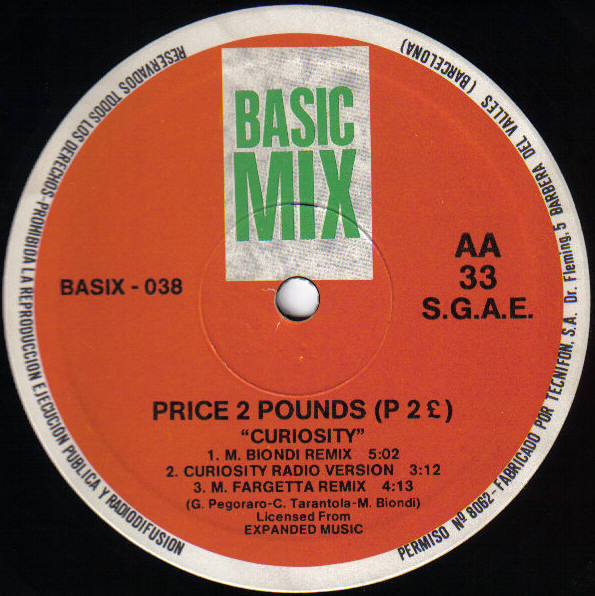 BASIC
MIX
BASIX - 038
AA
33
S.G.A.E.
PRICE 2 POUNDS (P 2 £)
“CURIOSITY”
1. M. BIONDI REMIX 5:02
2. CURIOSITY RADIO VERSION 3:12
3. M. FARGETTA REMIX 4:13
(G. Pegoraro-C. Tarantola-M. Biondi)
Licensed From
EXPANDED MUSIC
RESERVADOS TODOS LOS DERECHOS-PROHIBIDA LA REPRODUCCION EJECUCION PUBLICA Y RADIODIFUSION
PERMISO Nº 8062-FABRICADO POR TECNIFON, S.A. Dr. Fleming, 5 BARBERA DEL VALLES (BARCELONA)